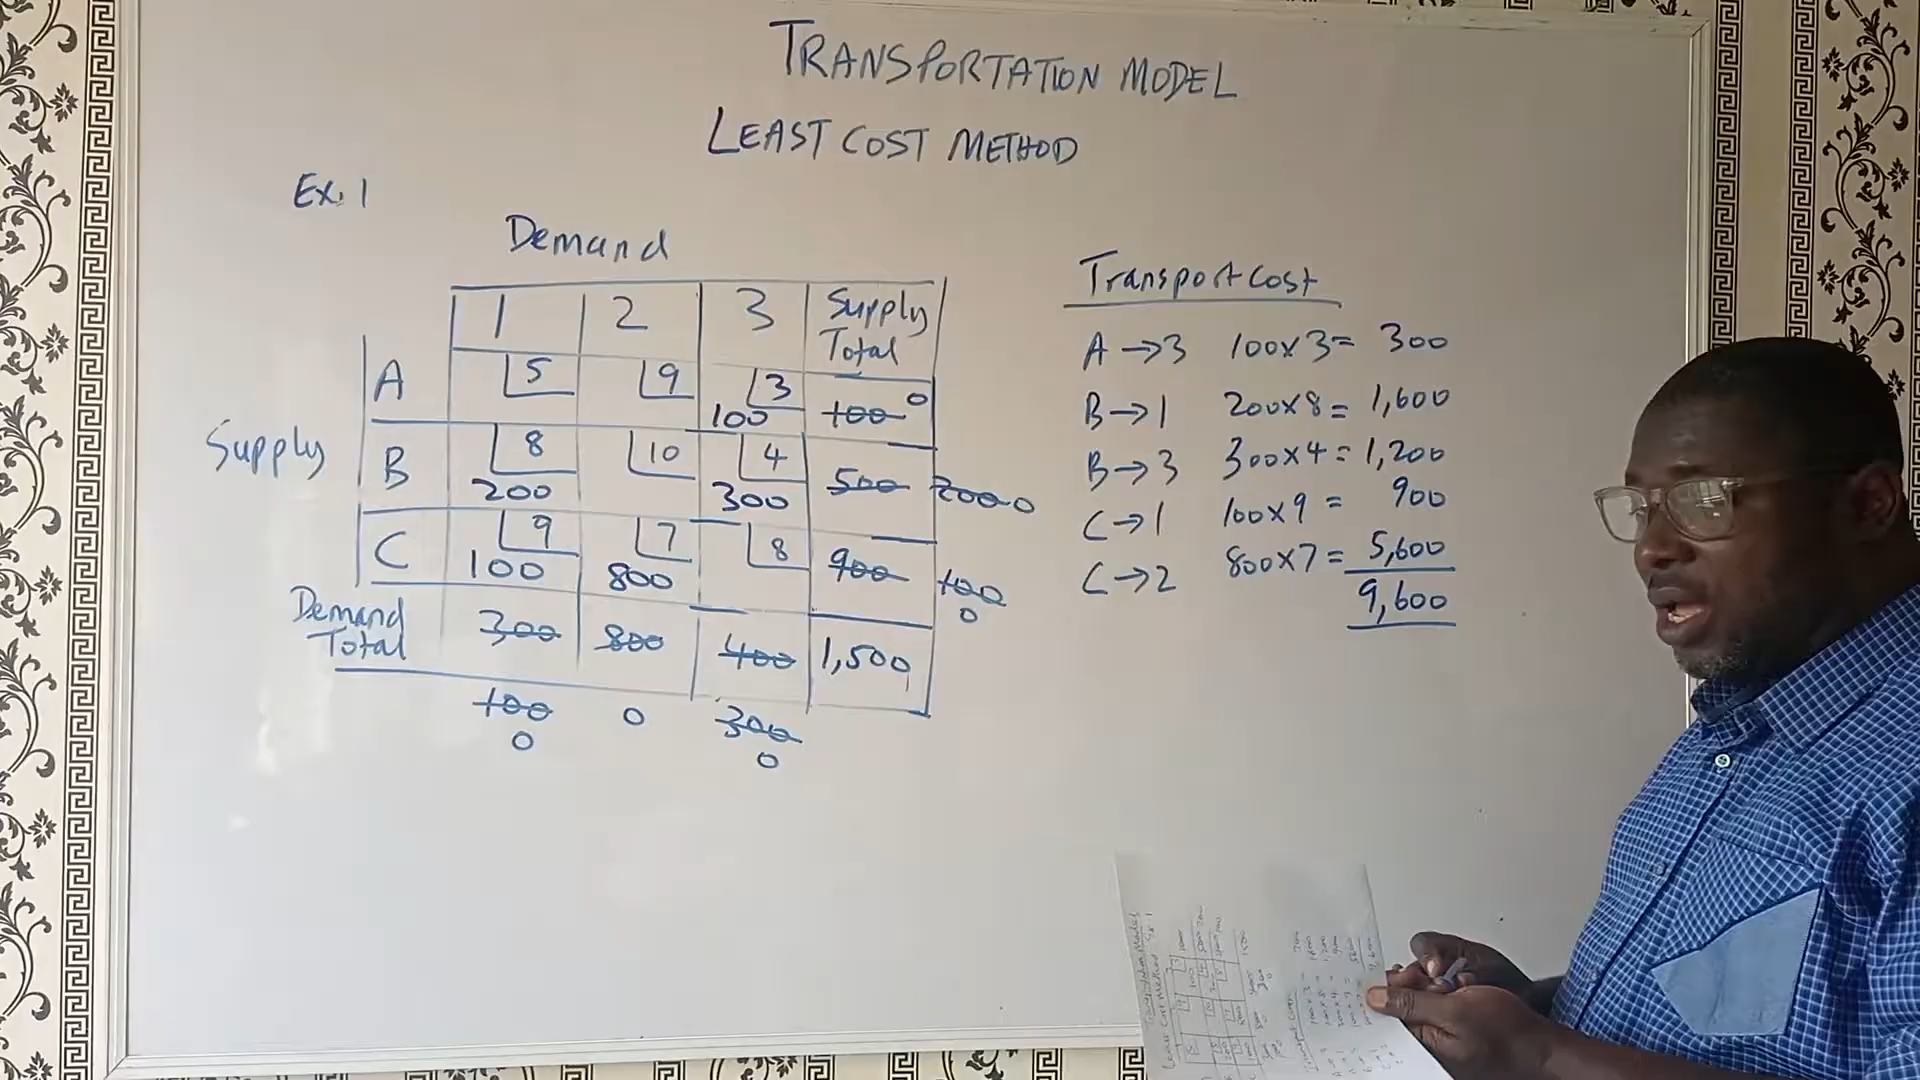 TRANSPORTATION MODEL
LEAST COST METHOD
Ex. 1
Demand
1 2 3 Supply Total
A 5 9 3 100 0
100
Supply B 8 10 4 500 200 0
200 300
C 9 7 8 900 100 0
100 800
Demand Total 300 800 400 1,500
100 0 300
0 0
Transport Cost
A → 3 100 x 3 = 300
B → 1 200 x 8 = 1,600
B → 3 300 x 4 = 1,200
C → 1 100 x 9 = 900
C → 2 800 x 7 = 5,600
9,600